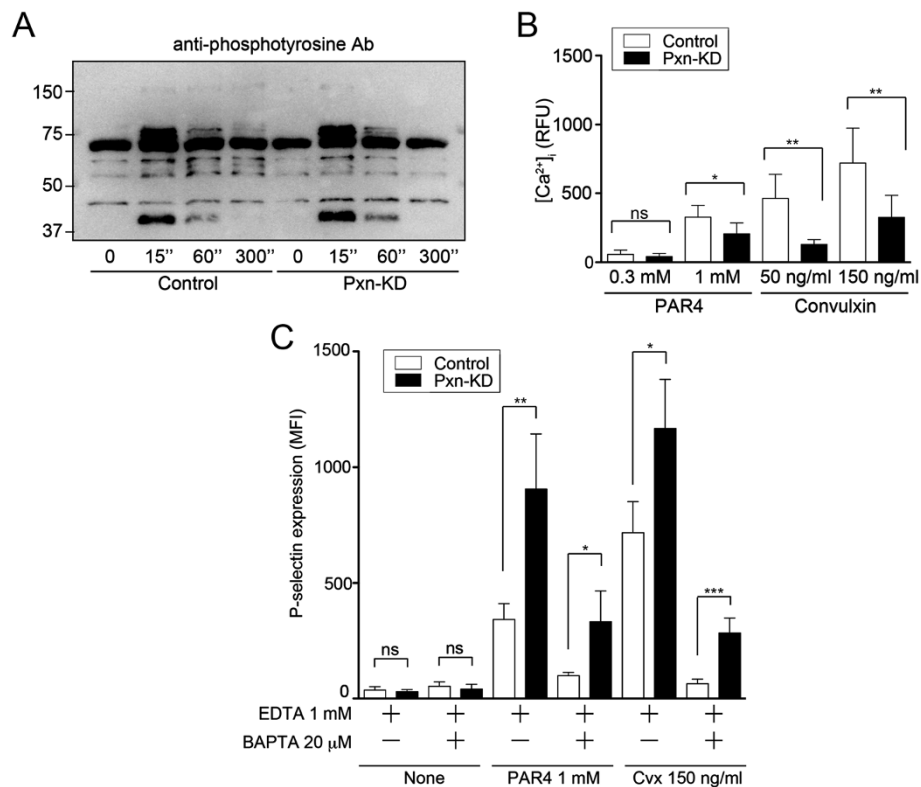 A
anti-phosphotyrosine Ab
150
75
50
37
0 15’’ 60’’ 300’’ 0 15’’ 60’’ 300’’
Control Pxn-KD
B
Control
Pxn-KD
[Ca²⁺]ᵢ (RFU)
1500
1000
500
0
ns
*
**
**
0.3 mM 1 mM 50 ng/ml 150 ng/ml
PAR4 Convulxin
C
Control
Pxn-KD
P-selectin expression (MFI)
1500
1000
500
0
ns
ns
**
*
*
***
EDTA 1 mM + + + + + +
BAPTA 20 μM − + − + − +
None PAR4 1 mM Cvx 150 ng/ml